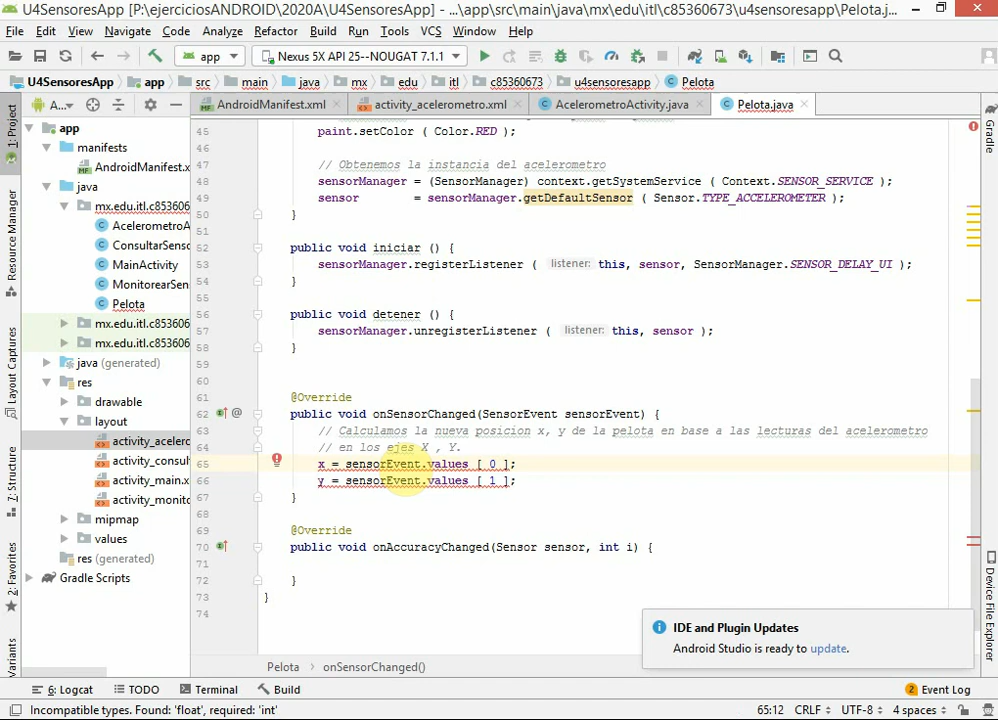 U4SensoresApp [P:\ejerciciosANDROID\2020A\U4SensoresApp] - ...\app\src\main\java\mx\edu\itl\c85360673\u4sensoresapp\Pelota.j...
File Edit View Navigate Code Analyze Refactor Build Run Tools VCS Window Help
app Nexus 5X API 25--NOUGAT 7.1.1
U4SensoresApp app src main java mx edu itl c85360673 u4sensoresapp Pelota
A... AndroidManifest.xml activity_acelerometro.xml AcelerometroActivity.java Pelota.java
1: Project
Resource Manager
Layout Captures
7: Structure
2: Favorites
Variants
app
manifests
AndroidManifest.x
java
mx.edu.itl.c853606
AcelerometroA
ConsultarSenso
MainActivity
MonitorearSen
Pelota
mx.edu.itl.c853606
mx.edu.itl.c853606
java (generated)
res
drawable
layout
activity_acelero
activity_consul
activity_main.x
activity_monito
mipmap
values
res (generated)
Gradle Scripts
45 paint.setColor ( Color.RED );
46
47 // Obtenemos la instancia del acelerometro
48 sensorManager = (SensorManager) context.getSystemService ( Context.SENSOR_SERVICE );
49 sensor = sensorManager.getDefaultSensor ( Sensor.TYPE_ACCELEROMETER );
50 }
51
52 public void iniciar () {
53 sensorManager.registerListener ( listener: this, sensor, SensorManager.SENSOR_DELAY_UI );
54 }
55
56 public void detener () {
57 sensorManager.unregisterListener ( listener: this, sensor );
58 }
59
60
61 @Override
62 @ public void onSensorChanged(SensorEvent sensorEvent) {
63 // Calculamos la nueva posicion x, y de la pelota en base a las lecturas del acelerometro
64 // en los ejes X , Y.
65 x = sensorEvent.values [ 0 ];
66 y = sensorEvent.values [ 1 ];
67 }
68
69 @Override
70 public void onAccuracyChanged(Sensor sensor, int i) {
71
72 }
73 }
74
Gradle
Device File Explorer
IDE and Plugin Updates
Android Studio is ready to update.
Pelota onSensorChanged()
6: Logcat TODO Terminal Build 2 Event Log
Incompatible types. Found: 'float', required: 'int' 65:12 CRLF UTF-8 4 spaces